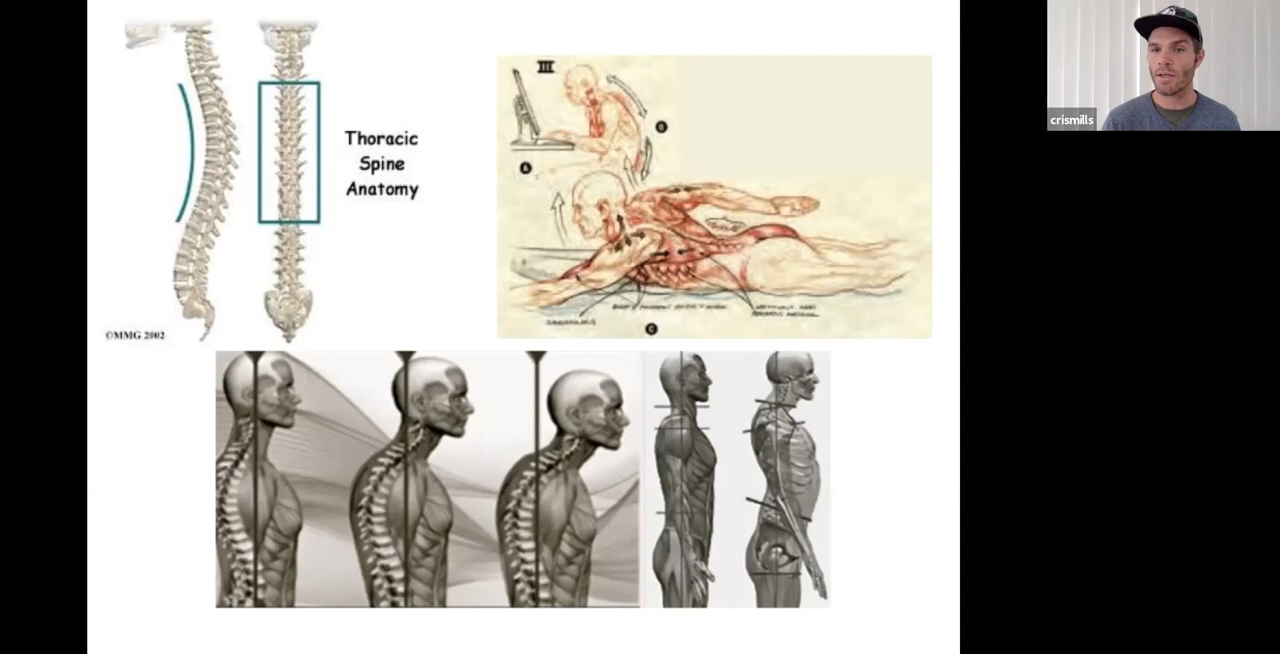 Thoracic
Spine
Anatomy
©MMG 2002
III
B
A
C
crismills